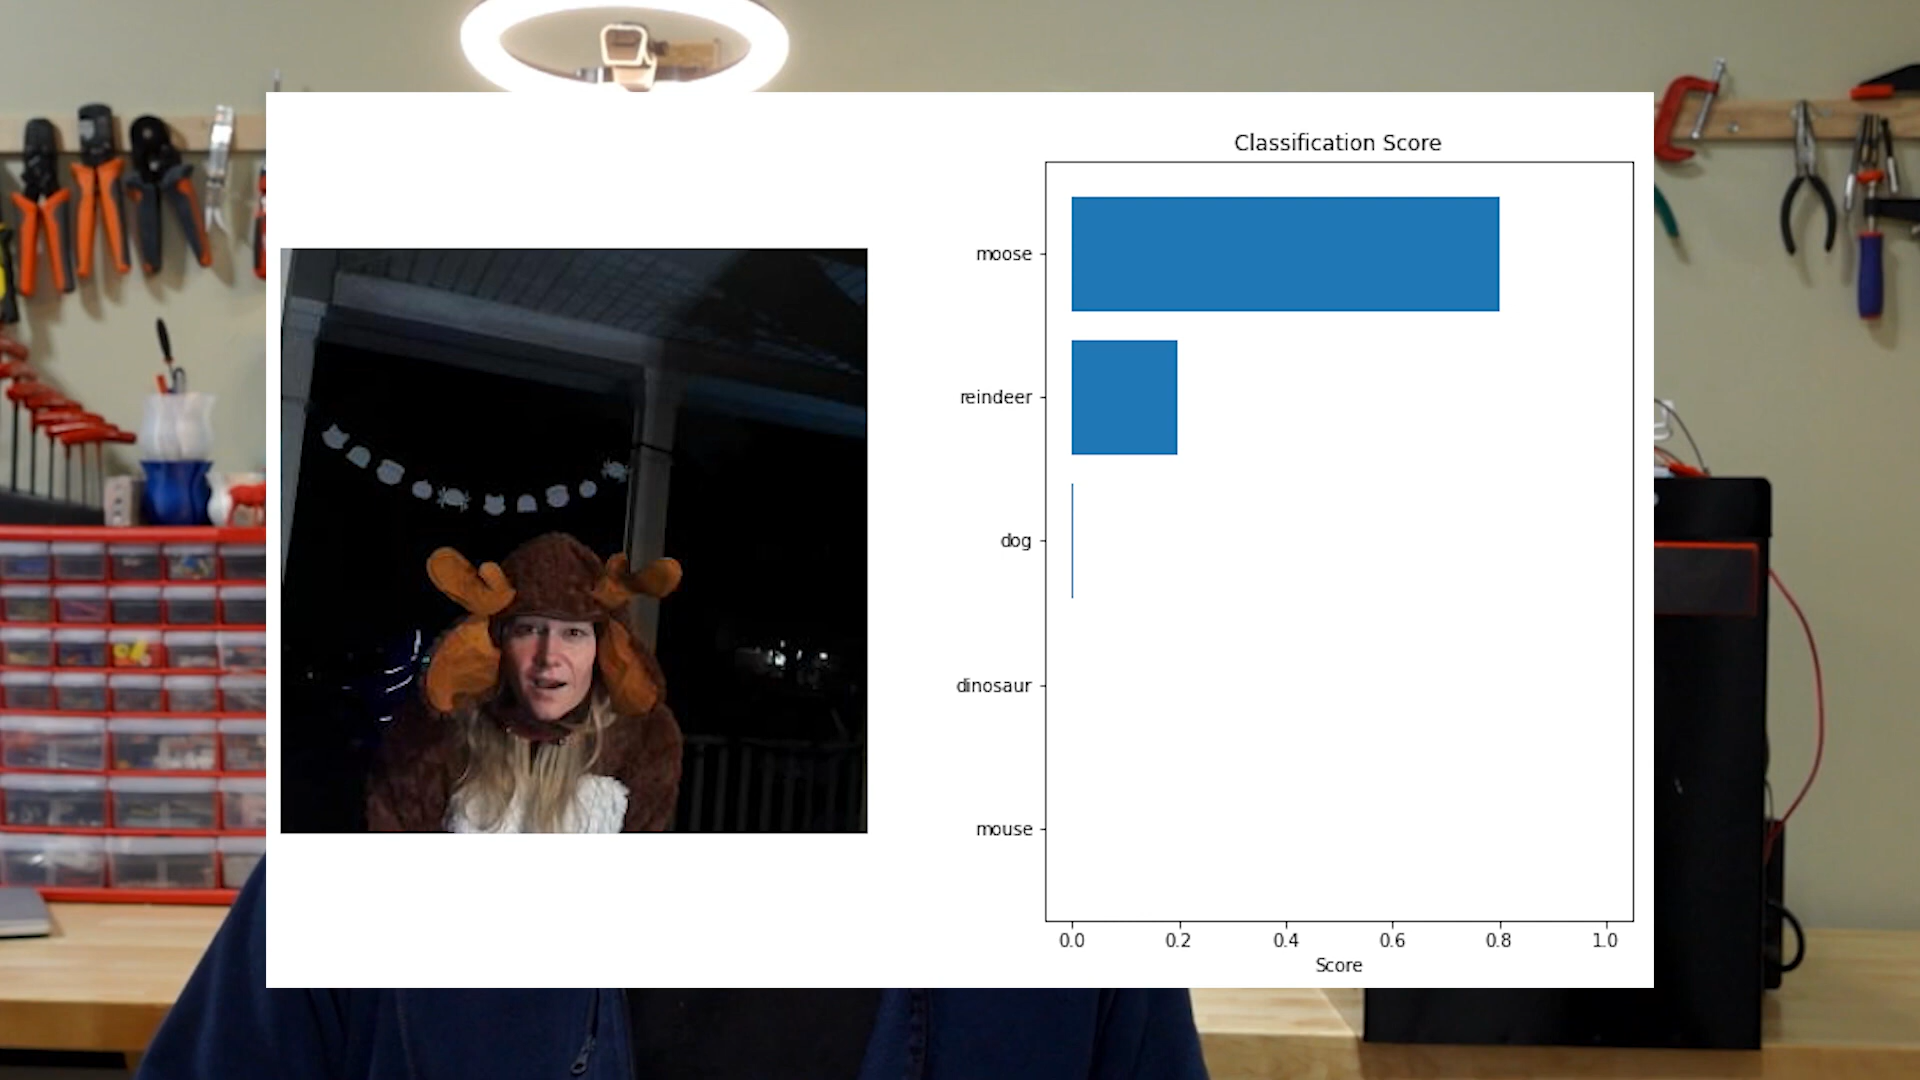 Classification Score
moose
reindeer
dog
dinosaur
mouse
0.0 0.2 0.4 0.6 0.8 1.0
Score